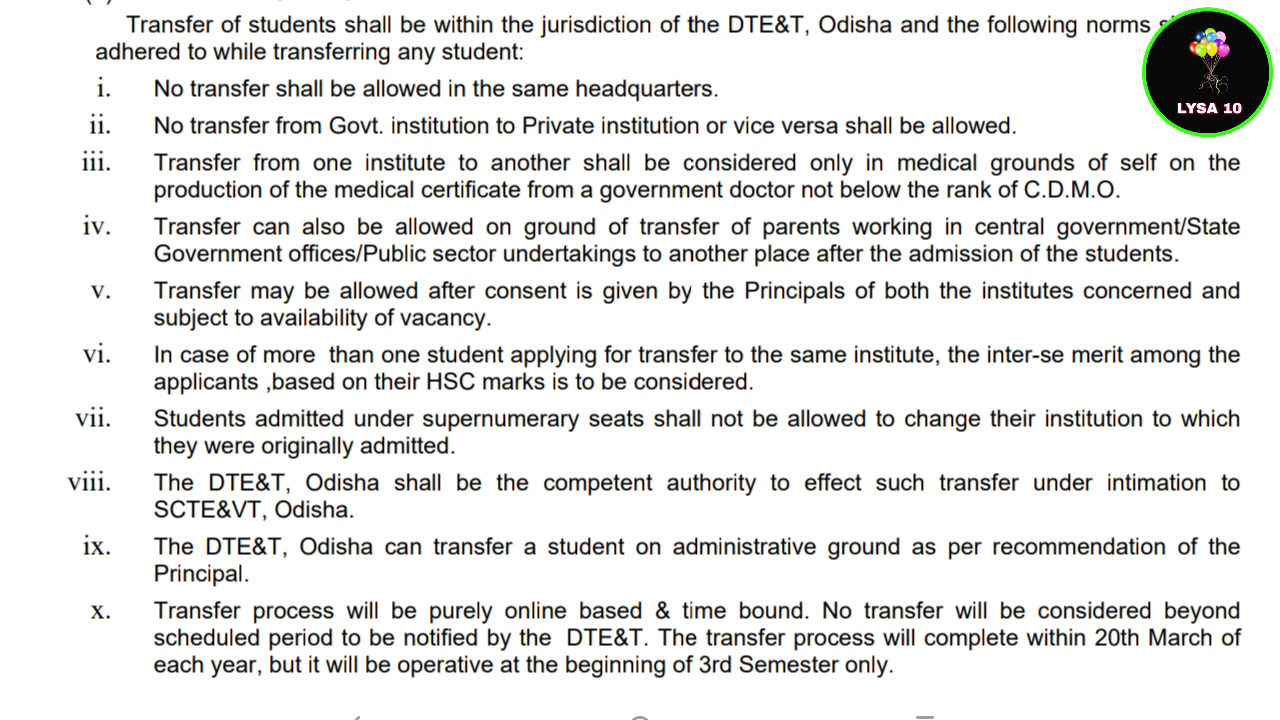 Transfer of students shall be within the jurisdiction of the DTE&T, Odisha and the following norms
adhered to while transferring any student:
i. No transfer shall be allowed in the same headquarters.
ii. No transfer from Govt. institution to Private institution or vice versa shall be allowed.
iii. Transfer from one institute to another shall be considered only in medical grounds of self on the
production of the medical certificate from a government doctor not below the rank of C.D.M.O.
iv. Transfer can also be allowed on ground of transfer of parents working in central government/State
Government offices/Public sector undertakings to another place after the admission of the students.
v. Transfer may be allowed after consent is given by the Principals of both the institutes concerned and
subject to availability of vacancy.
vi. In case of more than one student applying for transfer to the same institute, the inter-se merit among the
applicants ,based on their HSC marks is to be considered.
vii. Students admitted under supernumerary seats shall not be allowed to change their institution to which
they were originally admitted.
viii. The DTE&T, Odisha shall be the competent authority to effect such transfer under intimation to
SCTE&VT, Odisha.
ix. The DTE&T, Odisha can transfer a student on administrative ground as per recommendation of the
Principal.
x. Transfer process will be purely online based & time bound. No transfer will be considered beyond
scheduled period to be notified by the DTE&T. The transfer process will complete within 20th March of
each year, but it will be operative at the beginning of 3rd Semester only.
LYSA 10